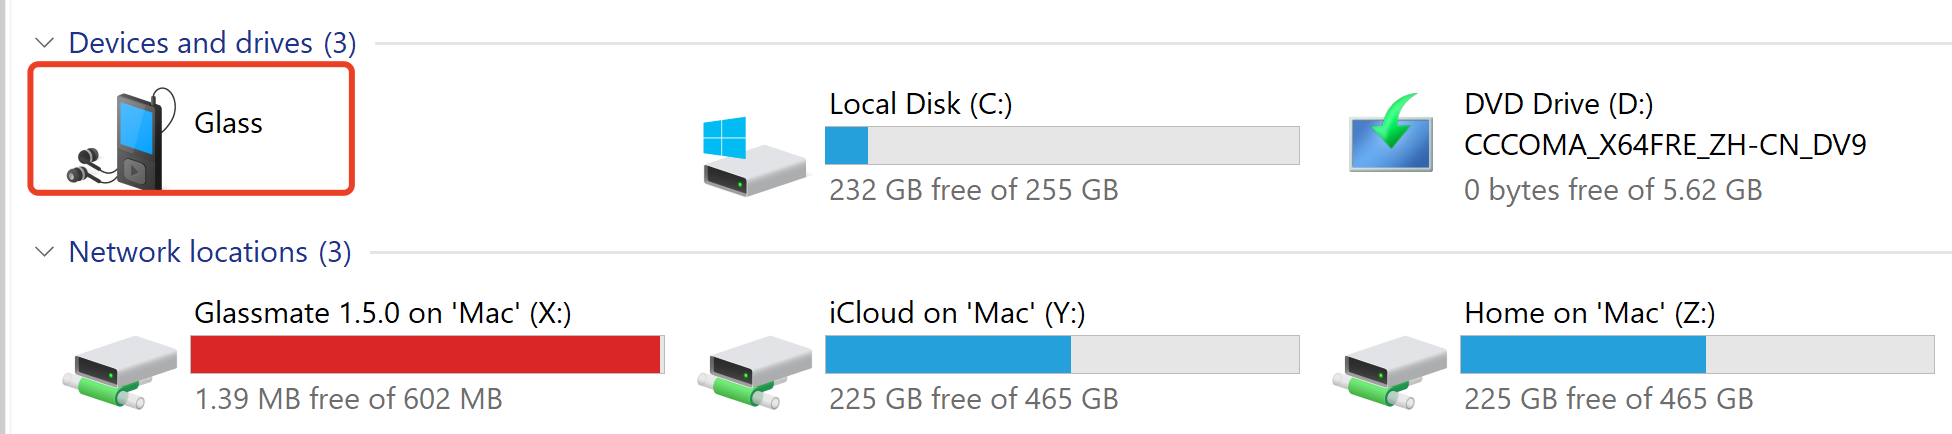 Devices and drives (3)
Glass
Local Disk (C:)
232 GB free of 255 GB
DVD Drive (D:)
CCCOMA_X64FRE_ZH-CN_DV9
0 bytes free of 5.62 GB
Network locations (3)
Glassmate 1.5.0 on 'Mac' (X:)
1.39 MB free of 602 MB
iCloud on 'Mac' (Y:)
225 GB free of 465 GB
Home on 'Mac' (Z:)
225 GB free of 465 GB